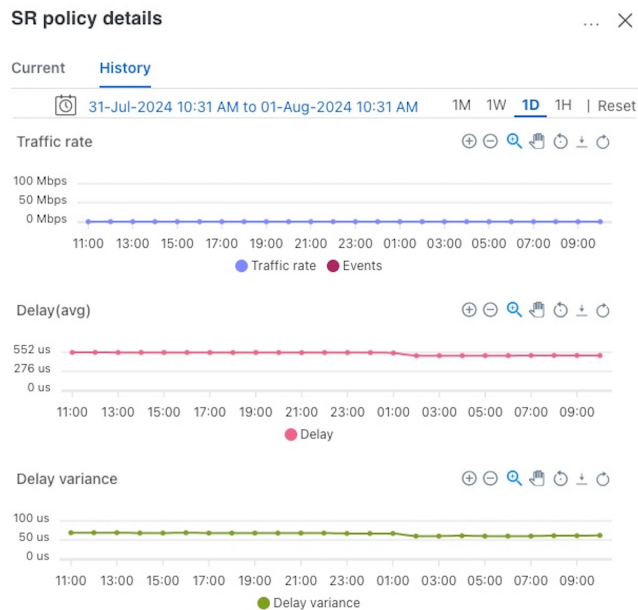 SR policy details
... ×
Current History
31-Jul-2024 10:31 AM to 01-Aug-2024 10:31 AM 1M 1W 1D 1H | Reset
Traffic rate
100 Mbps
50 Mbps
0 Mbps
11:00 13:00 15:00 17:00 19:00 21:00 23:00 01:00 03:00 05:00 07:00 09:00
Traffic rate Events
Delay(avg)
552 us
276 us
0 us
11:00 13:00 15:00 17:00 19:00 21:00 23:00 01:00 03:00 05:00 07:00 09:00
Delay
Delay variance
100 us
50 us
0 us
11:00 13:00 15:00 17:00 19:00 21:00 23:00 01:00 03:00 05:00 07:00 09:00
Delay variance